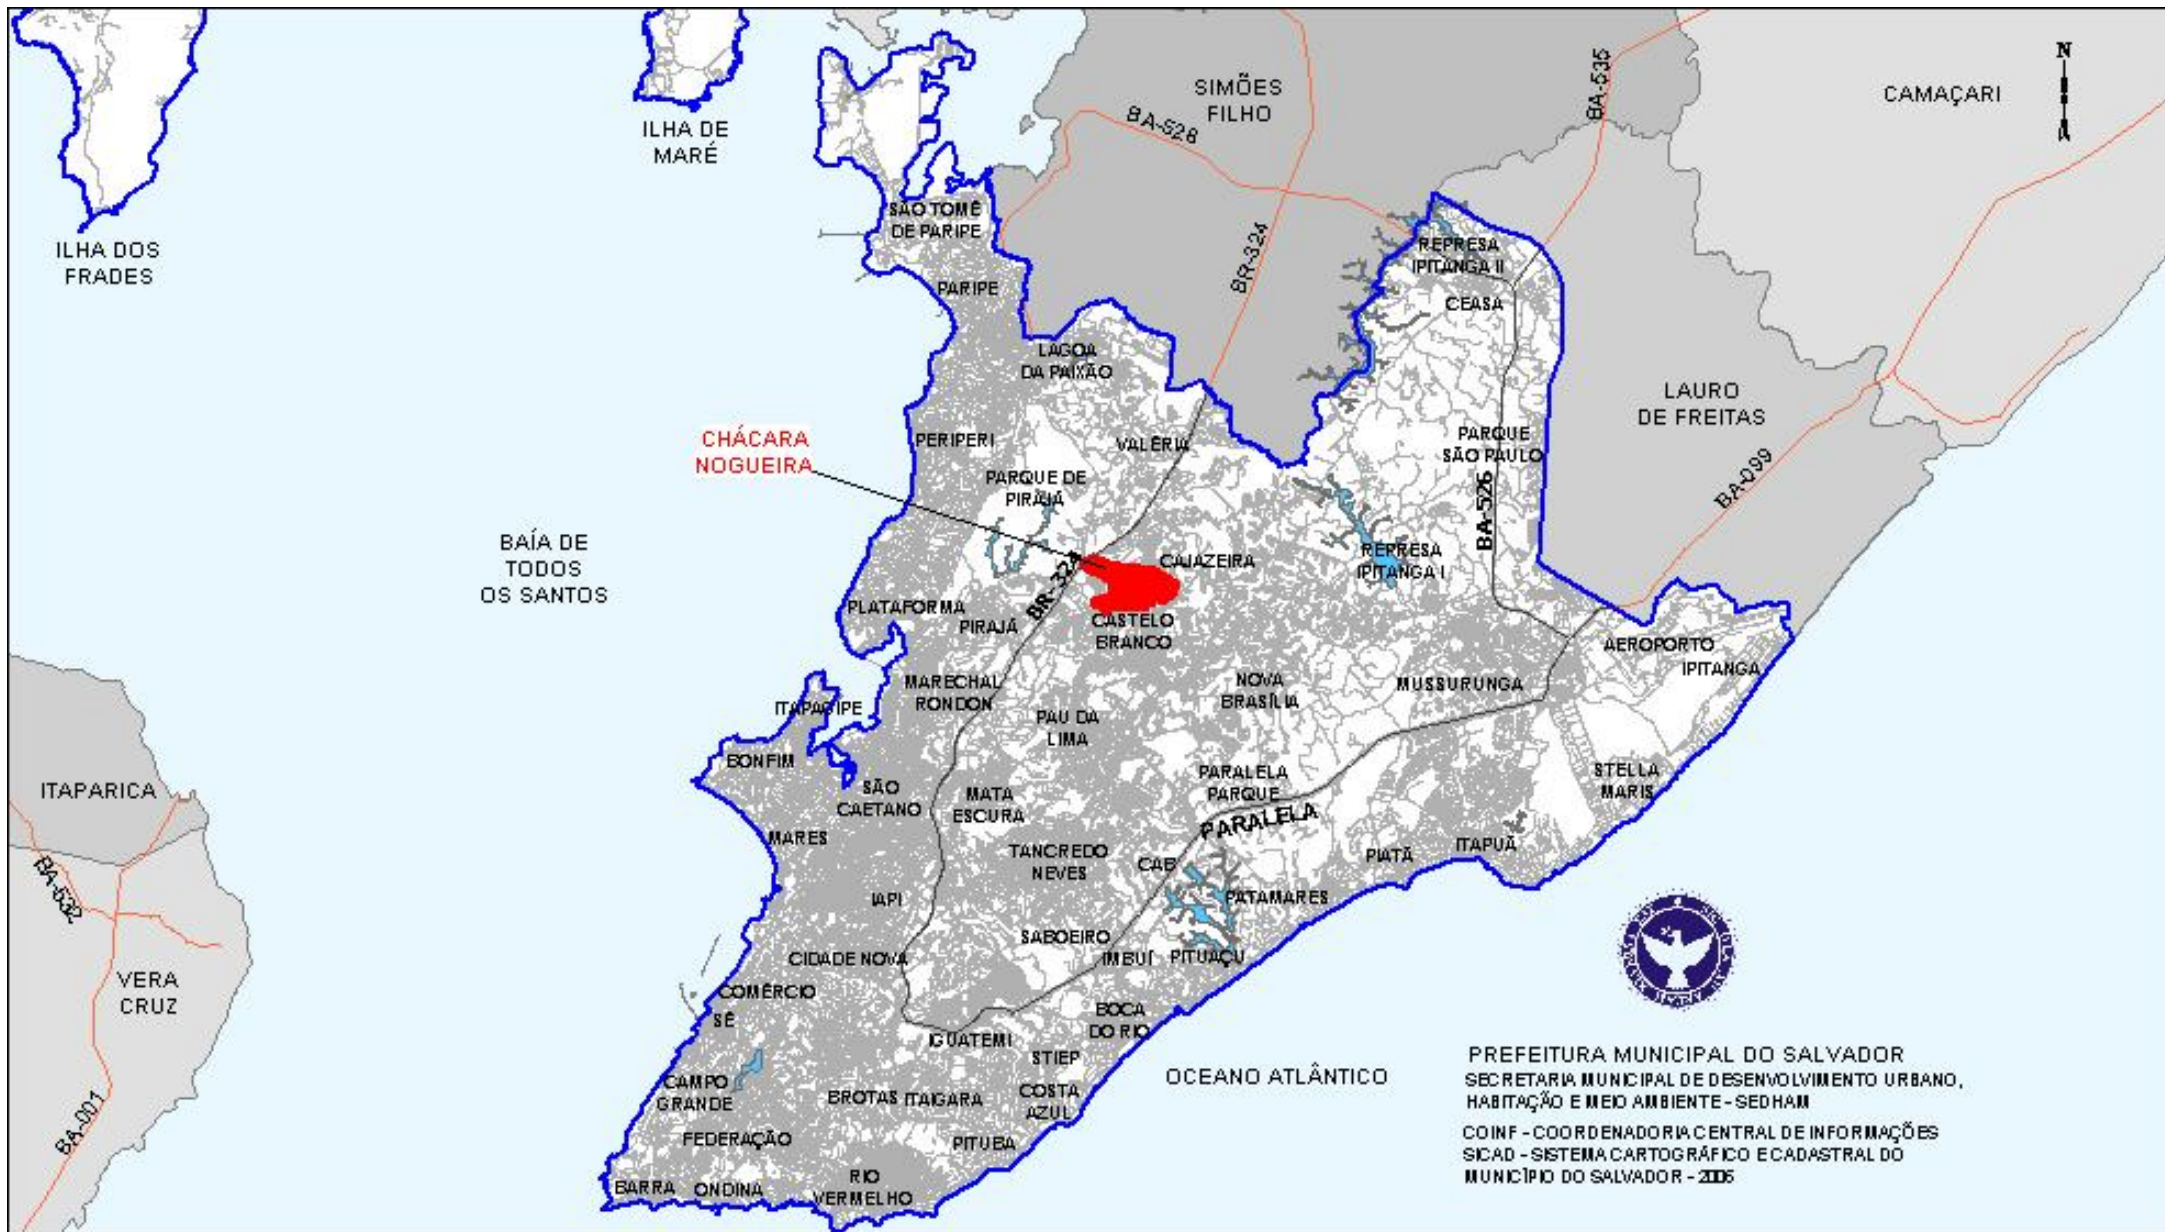 N
SIMÕES
FILHO
CAMAÇARI
BA-535
BA-526
ILHA DE
MARÉ
SÃO TOMÉ
DE PARIPE
ILHA DOS
FRADES
BR-324
REPRESA
IPITANGA II
PARIPE
CEASA
LAGOA
DA PAIXÃO
LAURO
DE FREITAS
CHÁCARA
NOGUEIRA
PERIPERI
VALÉRIA
PARQUE
SÃO PAULO
PARQUE DE
PIRAJÁ
BA-099
BA-526
BAÍA DE
TODOS
OS SANTOS
CAJAZEIRA
REPRESA
IPITANGA I
BR-324
PLATAFORMA
PIRAJÁ
CASTELO
BRANCO
AEROPORTO
IPITANGA
MARECHAL
RONDON
NOVA
BRASÍLIA
MUSSURUNGA
ITAPAGIPE
PAU DA
LIMA
BONFIM
PARALELA
PARQUE
STELLA
MARIS
ITAPARICA
SÃO
CAETANO
MATA
ESCURA
PARALELA
MARES
TANCREDO
NEVES
CAB
PIATÃ
ITAPUÃ
BA-532
IAPI
PATAMARES
SABOEIRO
CIDADE NOVA
IMBUÍ
PITUAÇU
VERA
CRUZ
COMÉRCIO
SÉ
BOCA
DO RIO
IGUATEMI
STIEP
OCEANO ATLÂNTICO
CAMPO
GRANDE
BROTAS
ITAIGARA
COSTA
AZUL
BA-001
FEDERAÇÃO
PITUBA
BARRA
ONDINA
RIO
VERMELHO
PREFEITURA MUNICIPAL DO SALVADOR
SECRETARIA MUNICIPAL DE DESENVOLVIMENTO URBANO,
HABITAÇÃO E MEIO AMBIENTE - SEDHAM
COINF - COORDENADORIA CENTRAL DE INFORMAÇÕES
SICAD - SISTEMA CARTOGRÁFICO E CADASTRAL DO
MUNICÍPIO DO SALVADOR - 2006